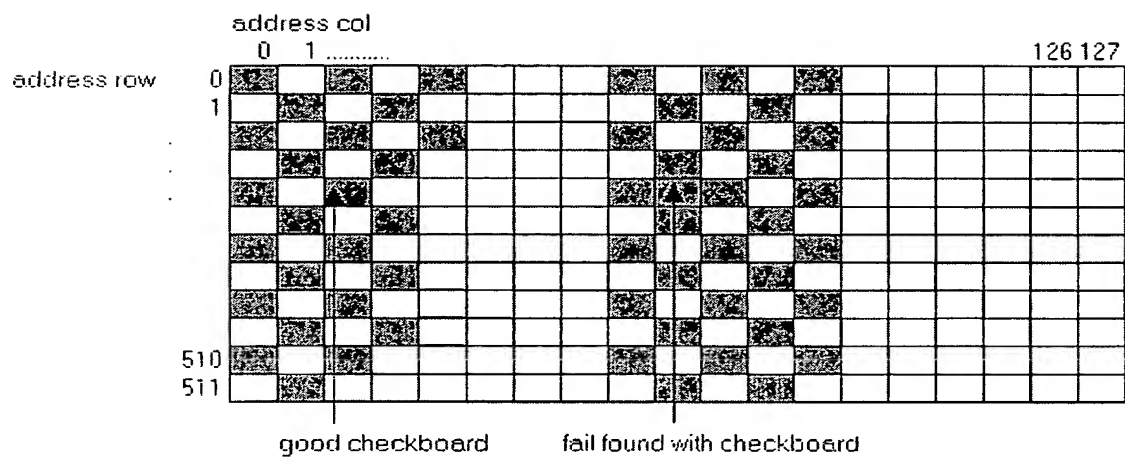 address col
0 1 ........... 126 127
address row 0
1
510
511
good checkboard fail found with checkboard